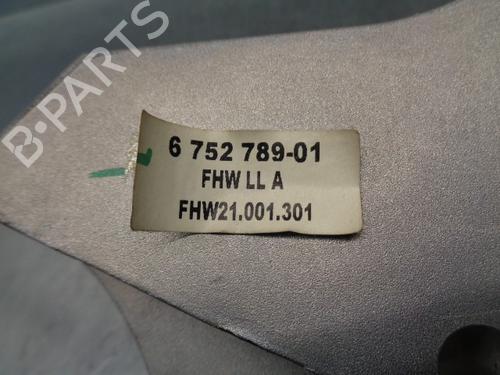 B-PARTS
6 752 789-01
FHW LL A
FHW21.001.301